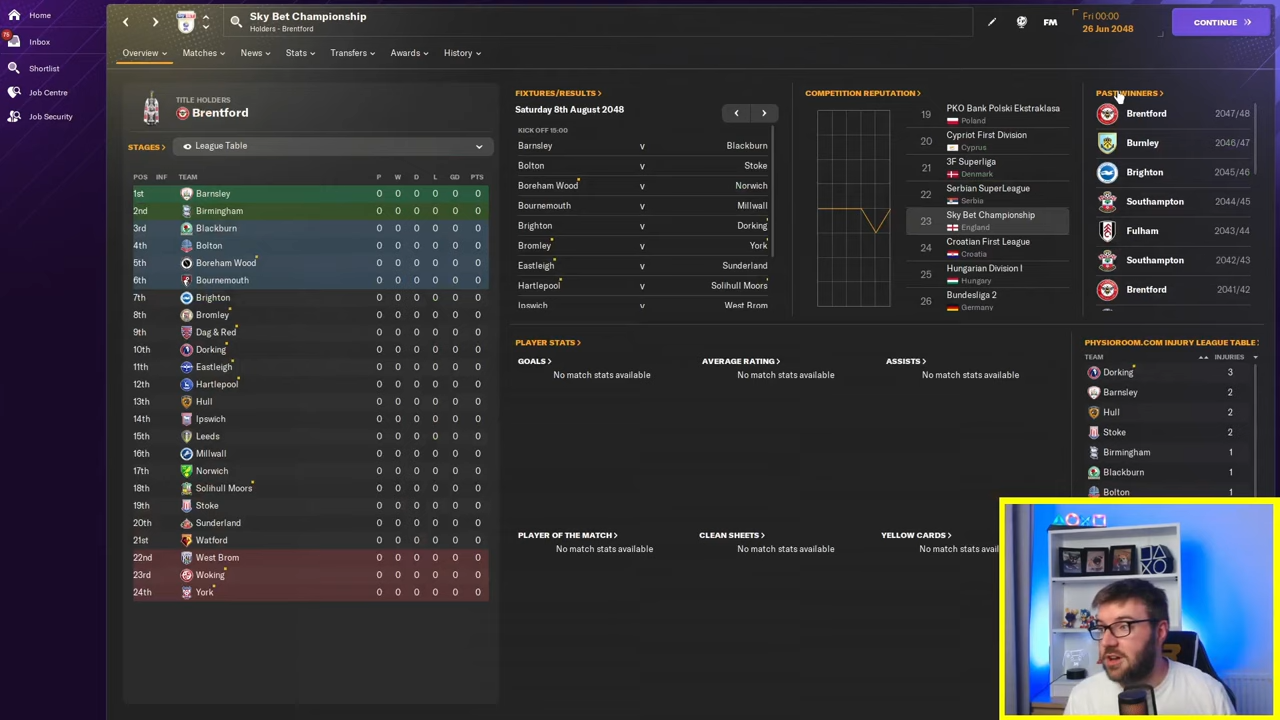 Home
75
Inbox
Shortlist
Job Centre
Job Security
Sky Bet Championship
Holders - Brentford
FM
Fri 00:00
26 Jun 2048
CONTINUE
Overview
Matches
News
Stats
Transfers
Awards
History
TITLE HOLDERS
Brentford
STAGES
League Table
POS INF TEAM P W D L GD PTS
1st Barnsley 0 0 0 0 0 0
2nd Birmingham 0 0 0 0 0 0
3rd Blackburn 0 0 0 0 0 0
4th Bolton 0 0 0 0 0 0
5th Boreham Wood 0 0 0 0 0 0
6th Bournemouth 0 0 0 0 0 0
7th Brighton 0 0 0 0 0 0
8th Bromley 0 0 0 0 0 0
9th Dag & Red 0 0 0 0 0 0
10th Dorking 0 0 0 0 0 0
11th Eastleigh 0 0 0 0 0 0
12th Hartlepool 0 0 0 0 0 0
13th Hull 0 0 0 0 0 0
14th Ipswich 0 0 0 0 0 0
15th Leeds 0 0 0 0 0 0
16th Millwall 0 0 0 0 0 0
17th Norwich 0 0 0 0 0 0
18th Solihull Moors 0 0 0 0 0 0
19th Stoke 0 0 0 0 0 0
20th Sunderland 0 0 0 0 0 0
21st Watford 0 0 0 0 0 0
22nd West Brom 0 0 0 0 0 0
23rd Woking 0 0 0 0 0 0
24th York 0 0 0 0 0 0
FIXTURES/RESULTS
Saturday 8th August 2048
KICK OFF 15:00
Barnsley v Blackburn
Bolton v Stoke
Boreham Wood v Norwich
Bournemouth v Millwall
Brighton v Dorking
Bromley v York
Eastleigh v Sunderland
Hartlepool v Solihull Moors
Ipswich v West Brom
COMPETITION REPUTATION
19 PKO Bank Polski Ekstraklasa
Poland
20 Cypriot First Division
Cyprus
21 3F Superliga
Denmark
22 Serbian SuperLeague
Serbia
23 Sky Bet Championship
England
24 Croatian First League
Croatia
25 Hungarian Division I
Hungary
26 Bundesliga 2
Germany
PAST WINNERS
Brentford 2047/48
Burnley 2046/47
Brighton 2045/46
Southampton 2044/45
Fulham 2043/44
Southampton 2042/43
Brentford 2041/42
PLAYER STATS
GOALS
No match stats available
AVERAGE RATING
No match stats available
ASSISTS
No match stats available
PLAYER OF THE MATCH
No match stats available
CLEAN SHEETS
No match stats available
YELLOW CARDS
No match stats available
PHYSIOROOM.COM INJURY LEAGUE TABLE
TEAM INJURIES
Dorking 3
Barnsley 2
Hull 2
Stoke 2
Birmingham 1
Blackburn 1
Bolton 1